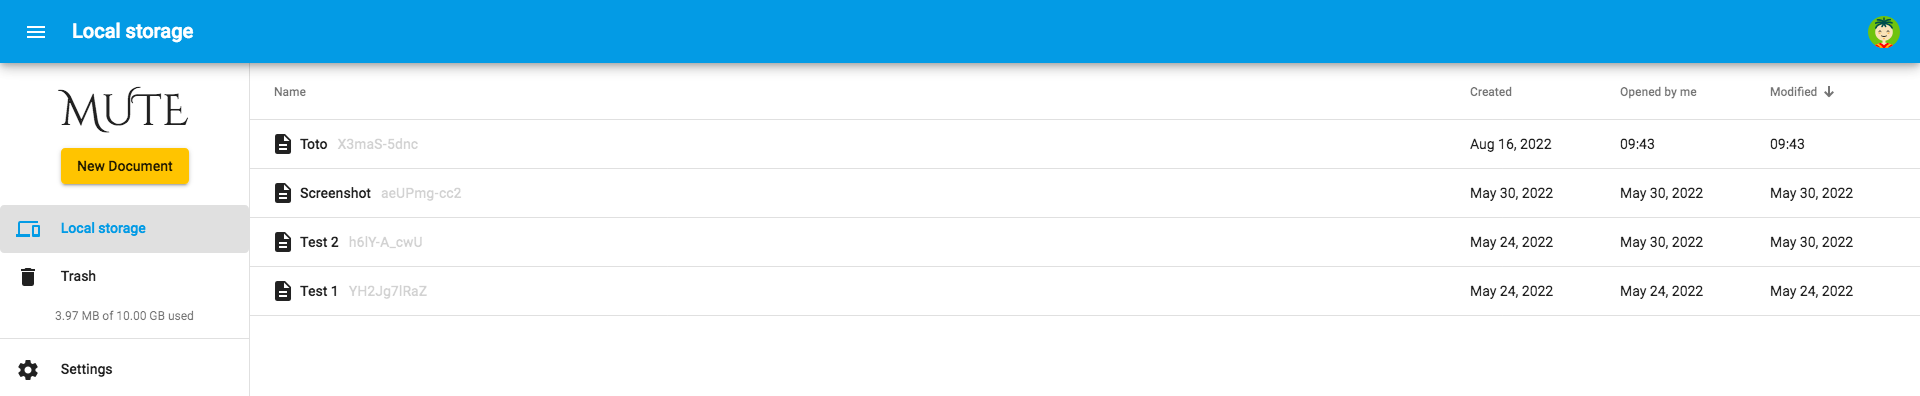 Local storage
MUTE
New Document
Local storage
Trash
3.97 MB of 10.00 GB used
Settings
Name Created Opened by me Modified
Toto X3maS-5dnc Aug 16, 2022 09:43 09:43
Screenshot aeUPmg-cc2 May 30, 2022 May 30, 2022 May 30, 2022
Test 2 h6lY-A_cwU May 24, 2022 May 30, 2022 May 30, 2022
Test 1 YH2Jg7lRaZ May 24, 2022 May 24, 2022 May 24, 2022